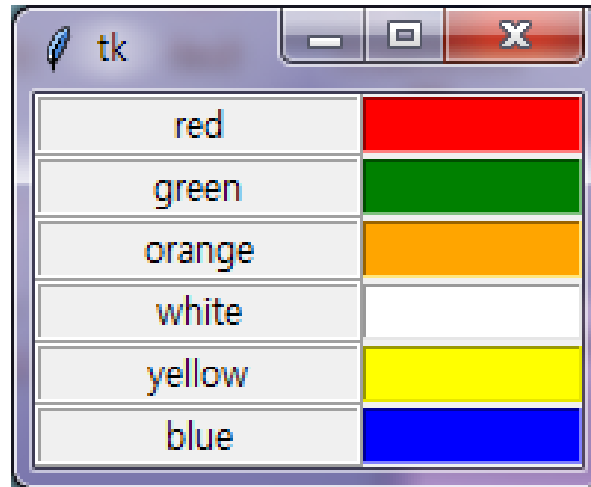 tk
red
green
orange
white
yellow
blue